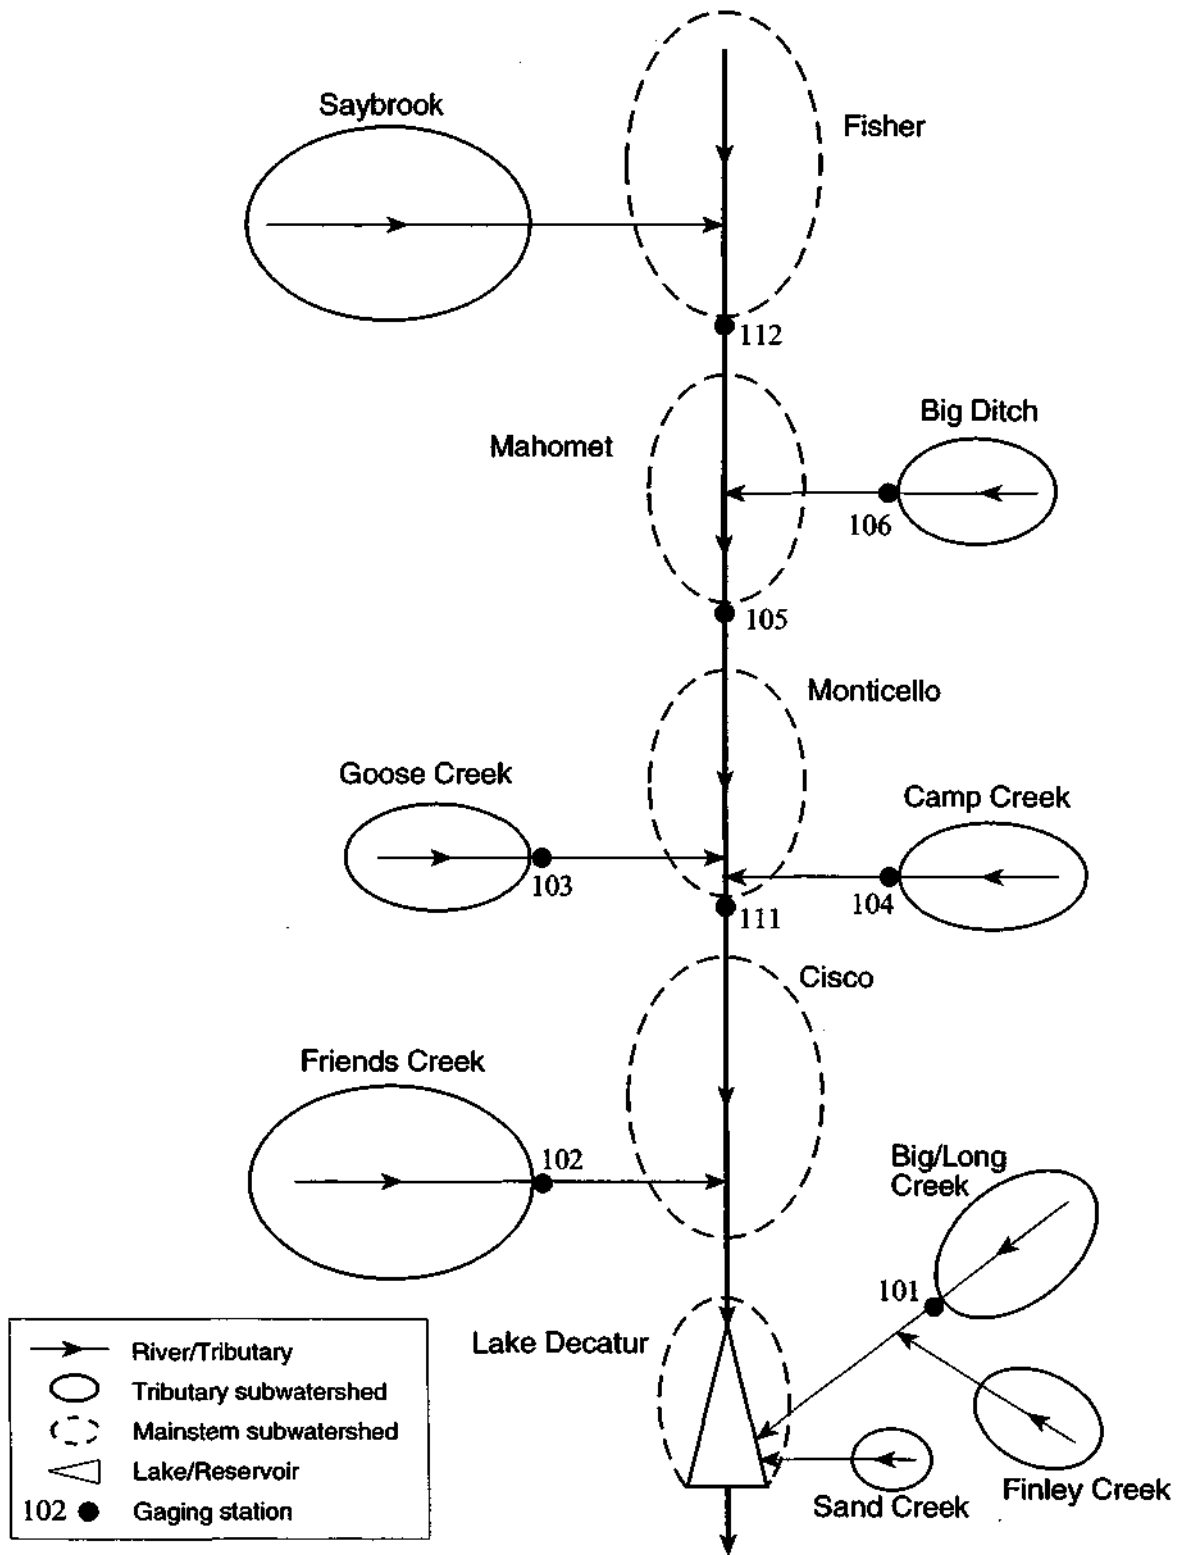 Saybrook
Fisher
112
Big Ditch
Mahomet
106
105
Monticello
Goose Creek
Camp Creek
103
104
111
Cisco
Friends Creek
102
Big/Long
Creek
101
Lake Decatur
Sand Creek
Finley Creek
River/Tributary
Tributary subwatershed
Mainstem subwatershed
Lake/Reservoir
102 Gaging station